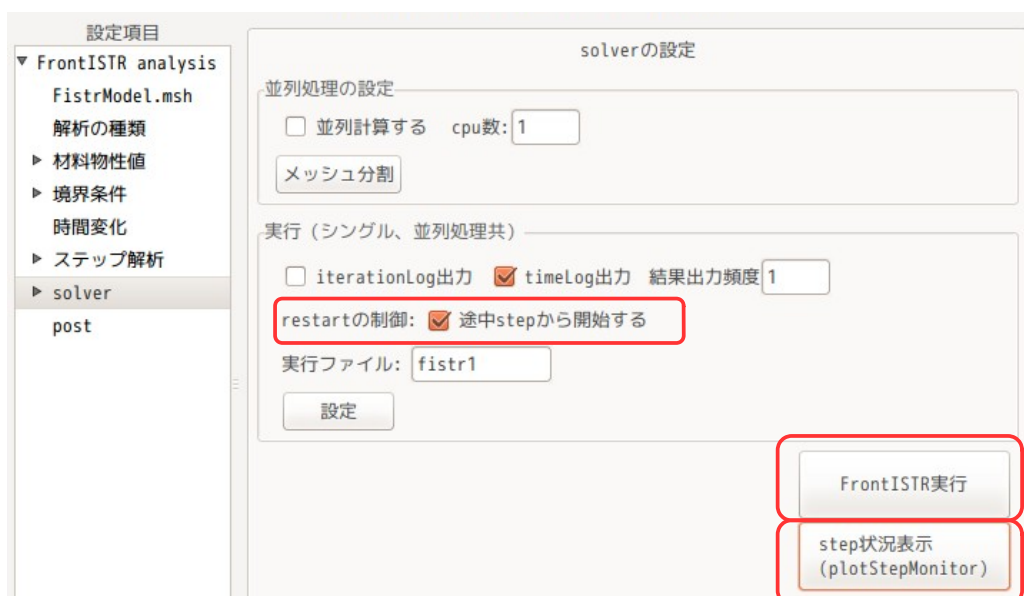 設定項目
FrontISTR analysis
FistrModel.msh
解析の種類
材料物性値
境界条件
時間変化
ステップ解析
solver
post
solverの設定
並列処理の設定
並列計算する cpu数: 1
メッシュ分割
実行（シングル、並列処理共）
iterationLog出力 timeLog出力 結果出力頻度 1
restartの制御: 途中stepから開始する
実行ファイル: fistr1
設定
FrontISTR実行
step状況表示
(plotStepMonitor)